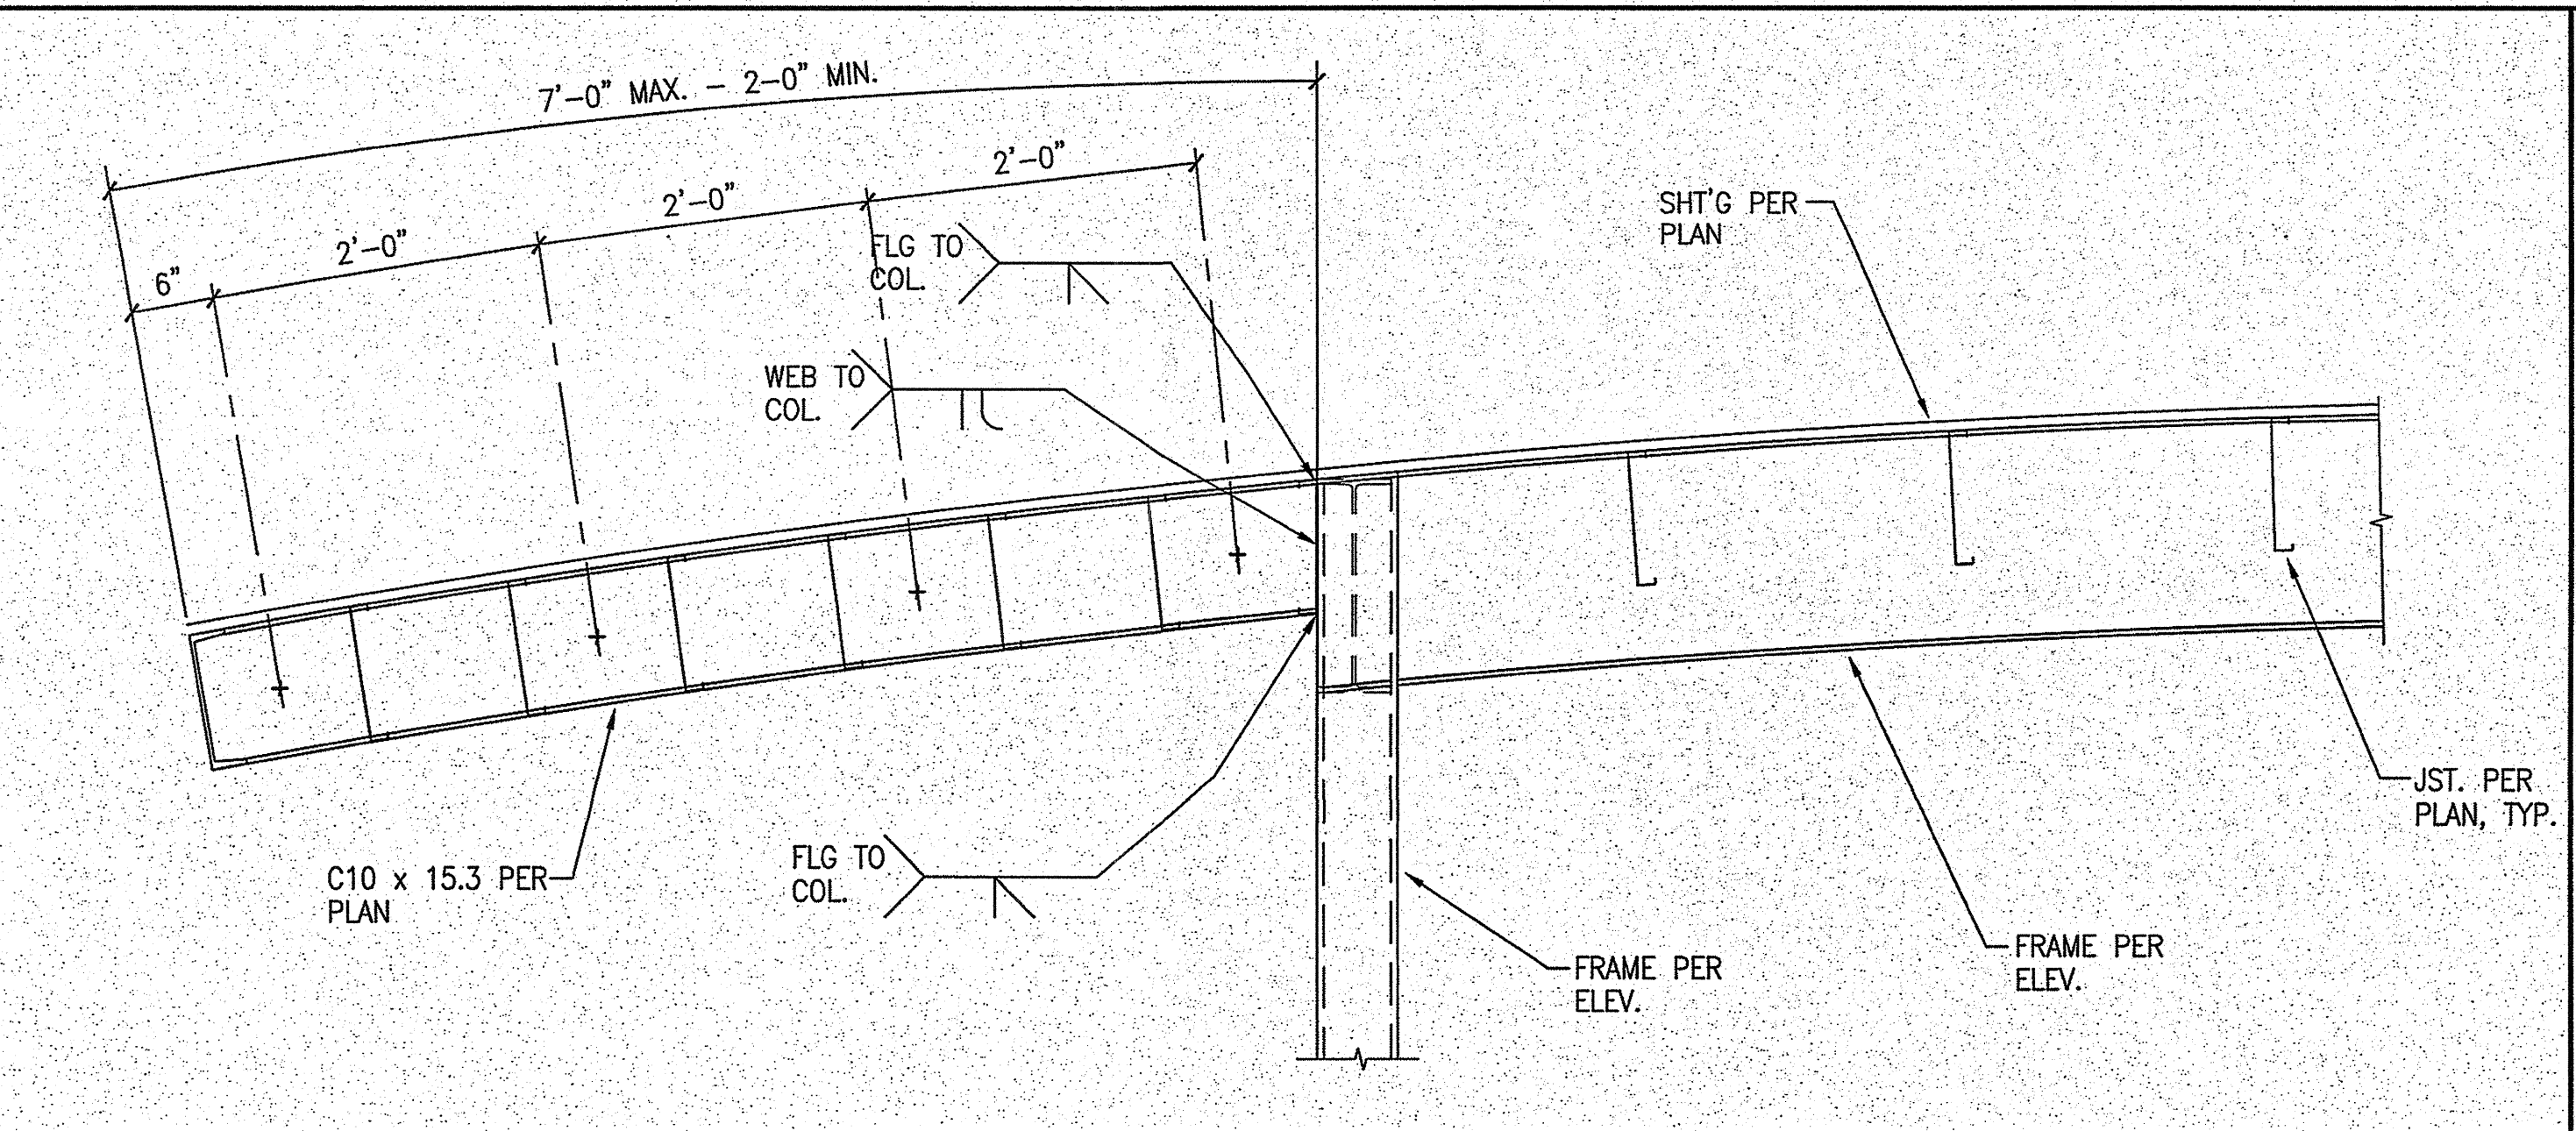 7'-0" MAX. - 2-0" MIN.
2'-0"
2'-0"
2'-0"
6"
FLG TO
COL.
SHT'G PER
PLAN
WEB TO
COL.
JST. PER
PLAN, TYP.
C10 x 15.3 PER
PLAN
FLG TO
COL.
FRAME PER
ELEV.
FRAME PER
ELEV.